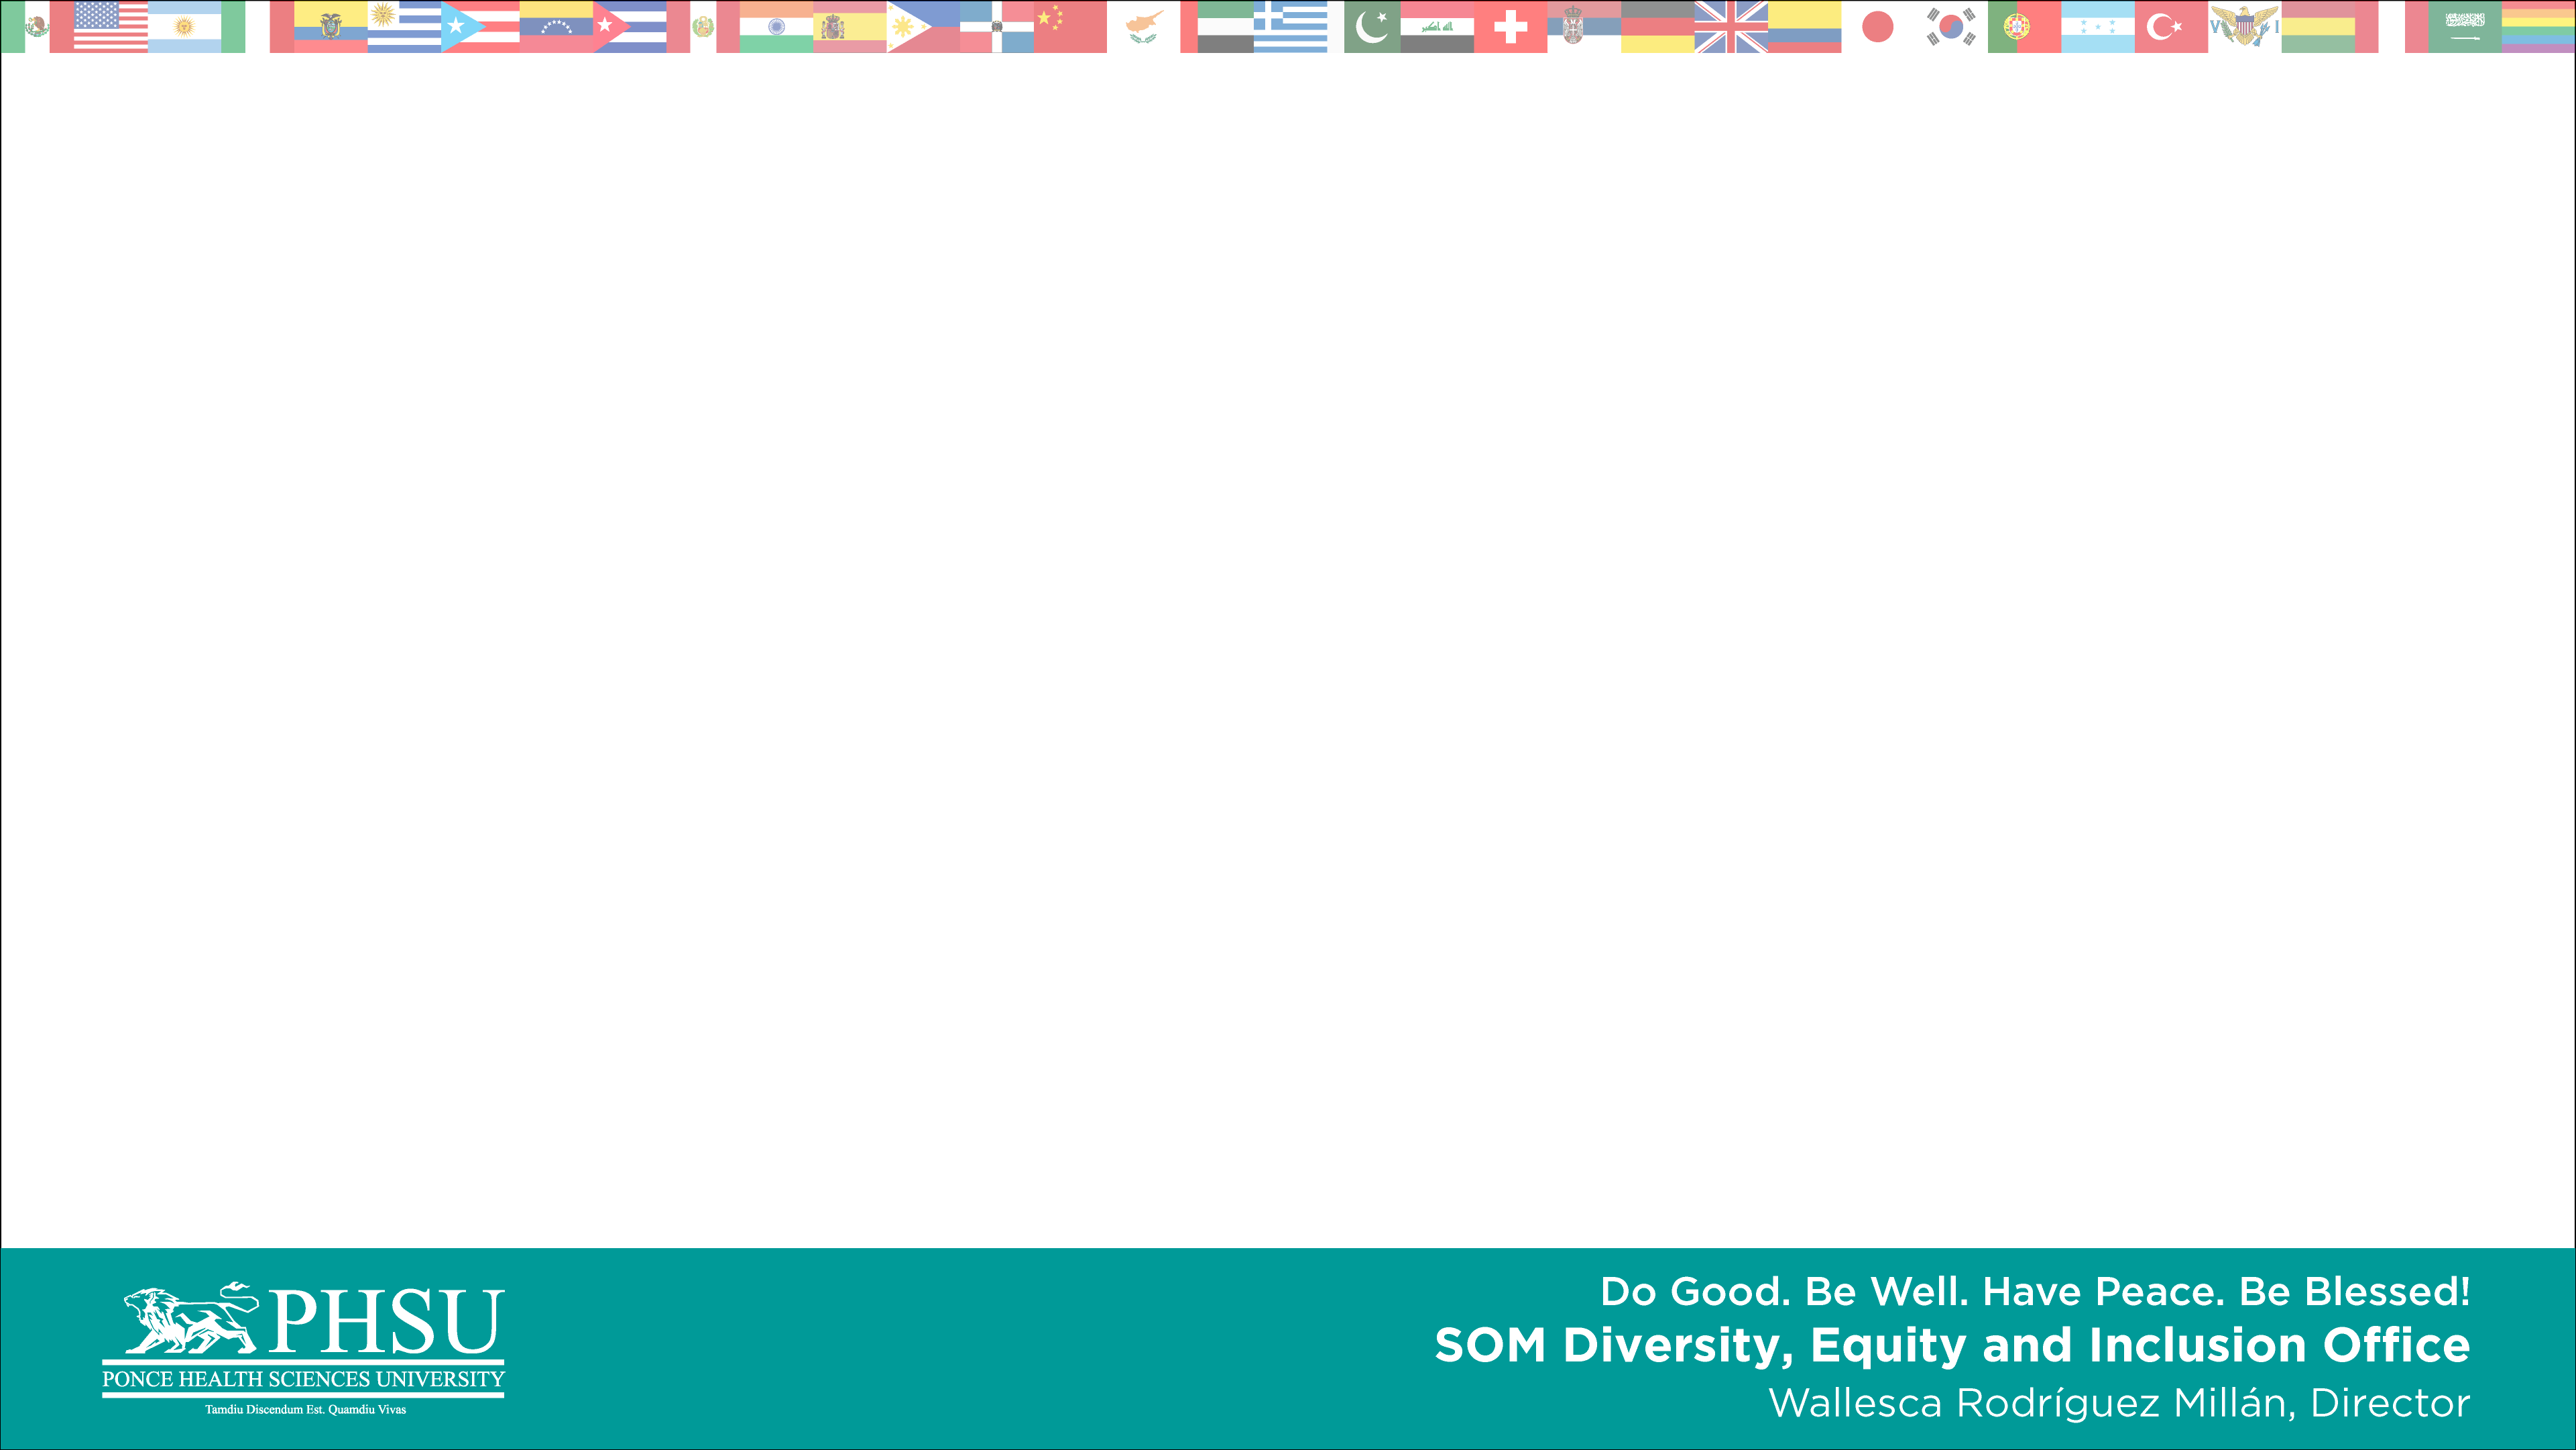 PHSU
PONCE HEALTH SCIENCES UNIVERSITY
Tamdiu Discendum Est. Quamdiu Vivas
Do Good. Be Well. Have Peace. Be Blessed!
SOM Diversity, Equity and Inclusion Office
Wallesca Rodríguez Millán, Director